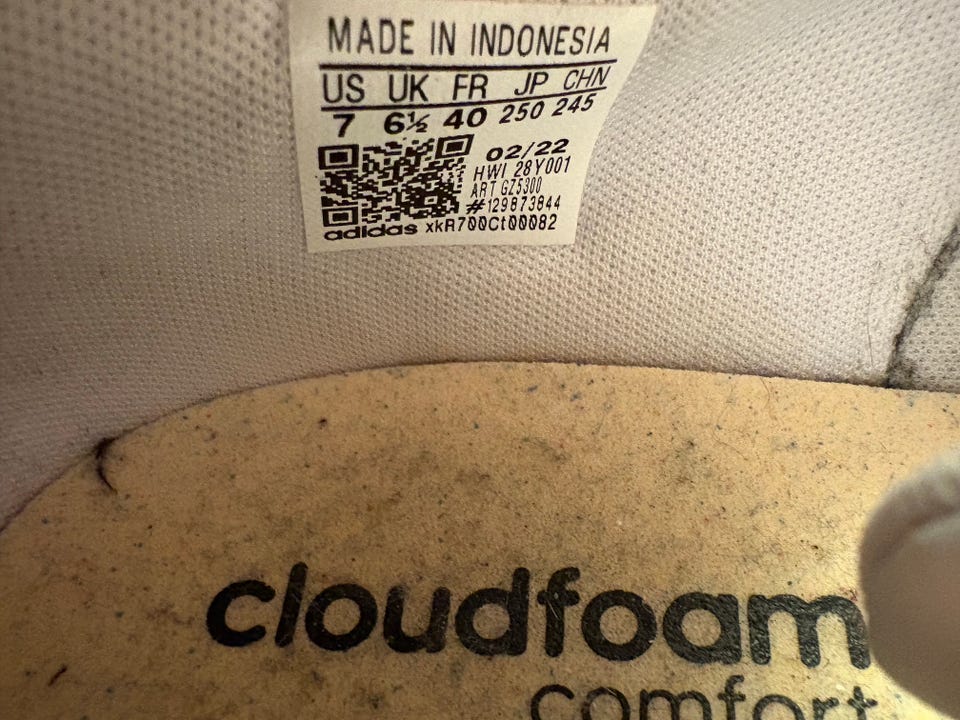 MADE IN INDONESIA
US UK FR JP CHN
7 6½ 40 250 245
02/22
HWI 28Y001
ART GZ5300
#129873844
adidas xkR700Ct00082
cloudfoam
comfort